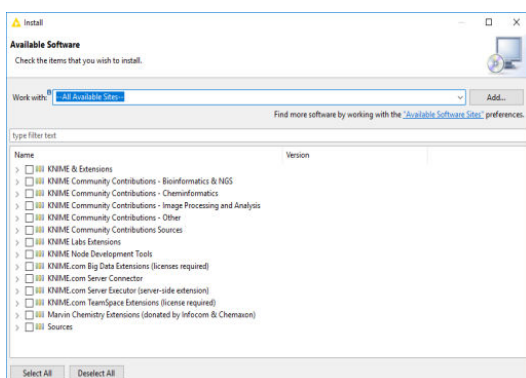 Install
Available Software
Check the items that you wish to install.
Work with: --All Available Sites--
Add...
Find more software by working with the "Available Software Sites" preferences.
type filter text
Name Version
KNIME & Extensions
KNIME Community Contributions - Bioinformatics & NGS
KNIME Community Contributions - Cheminformatics
KNIME Community Contributions - Image Processing and Analysis
KNIME Community Contributions - Other
KNIME Community Contributions Sources
KNIME Labs Extensions
KNIME Node Development Tools
KNIME.com Big Data Extensions (licenses required)
KNIME.com Server Connector
KNIME.com Server Executor (server-side extension)
KNIME.com TeamSpace Extensions (license required)
Marvin Chemistry Extensions (donated by Infocom & Chemaxon)
Sources
Select All Deselect All